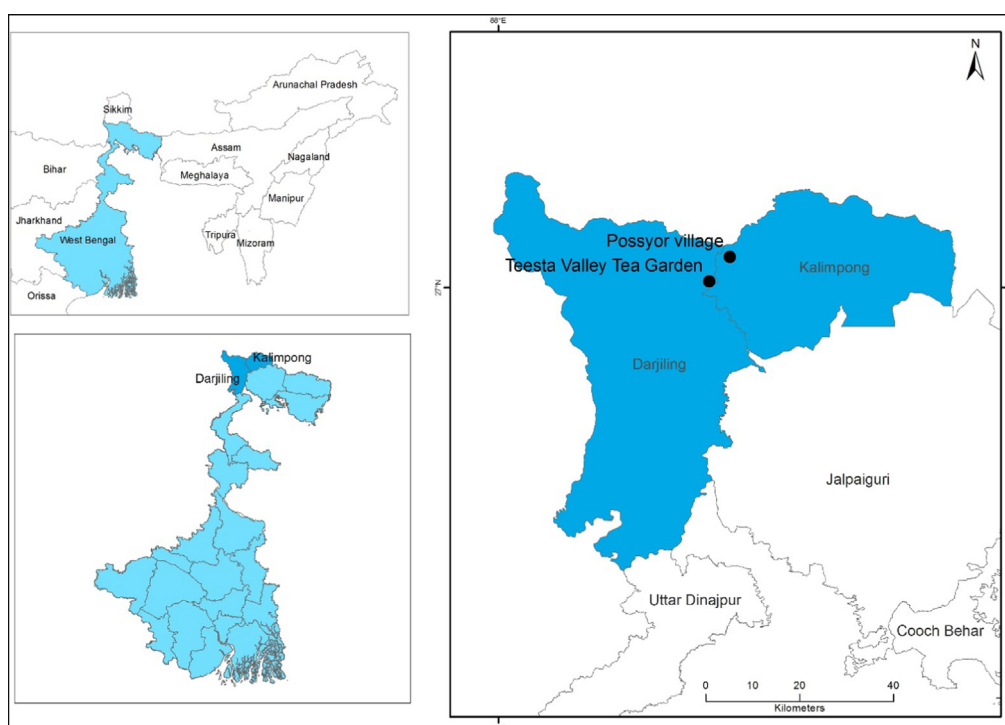 Arunachal Pradesh
Sikkim
Assam
Nagaland
Bihar
Meghalaya
Manipur
Jharkhand
West Bengal
Tripura
Mizoram
Orissa
Kalimpong
Darjiling
88°E
N
27°N
Possyor village
Teesta Valley Tea Garden
Kalimpong
Darjiling
Jalpaiguri
Uttar Dinajpur
Cooch Behar
0 10 20 40
Kilometers